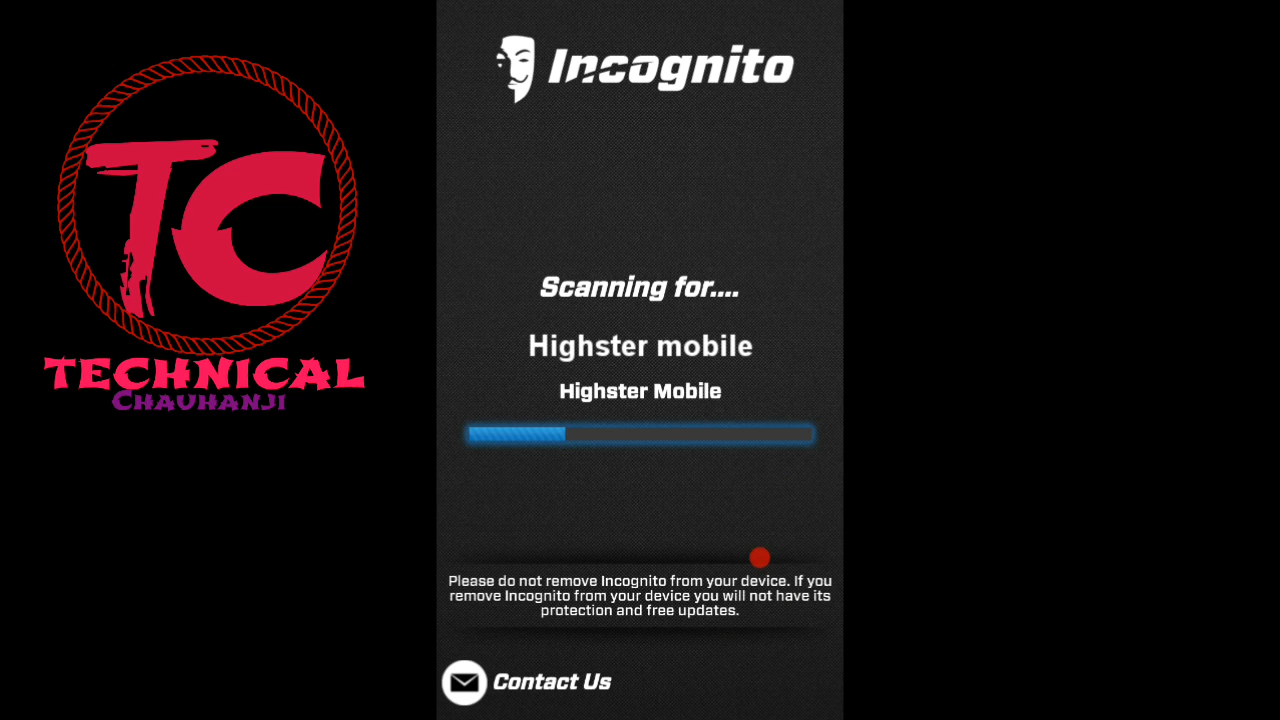 TC
TECHNICAL
CHAUHANJI
Incognito
Scanning for....
Highster mobile
Highster Mobile
Please do not remove Incognito from your device. If you
remove Incognito from your device you will not have its
protection and free updates.
Contact Us